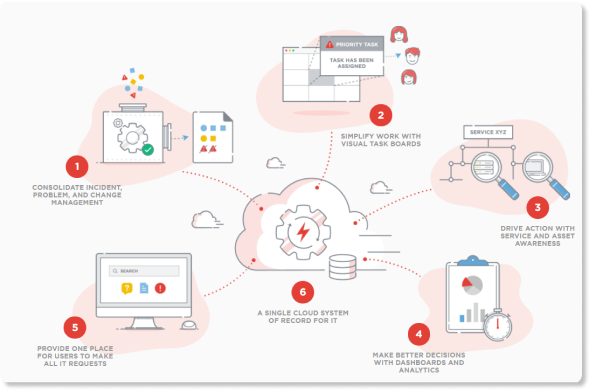 PRIORITY TASK
TASK HAS BEEN
ASSIGNED
2
SIMPLIFY WORK WITH
VISUAL TASK BOARDS
1
CONSOLIDATE INCIDENT,
PROBLEM, AND CHANGE
MANAGEMENT
SERVICE XYZ
3
DRIVE ACTION WITH
SERVICE AND ASSET
AWARENESS
6
A SINGLE CLOUD SYSTEM
OF RECORD FOR IT
SEARCH
?
!
5
PROVIDE ONE PLACE
FOR USERS TO MAKE
ALL IT REQUESTS
4
MAKE BETTER DECISIONS
WITH DASHBOARDS AND
ANALYTICS